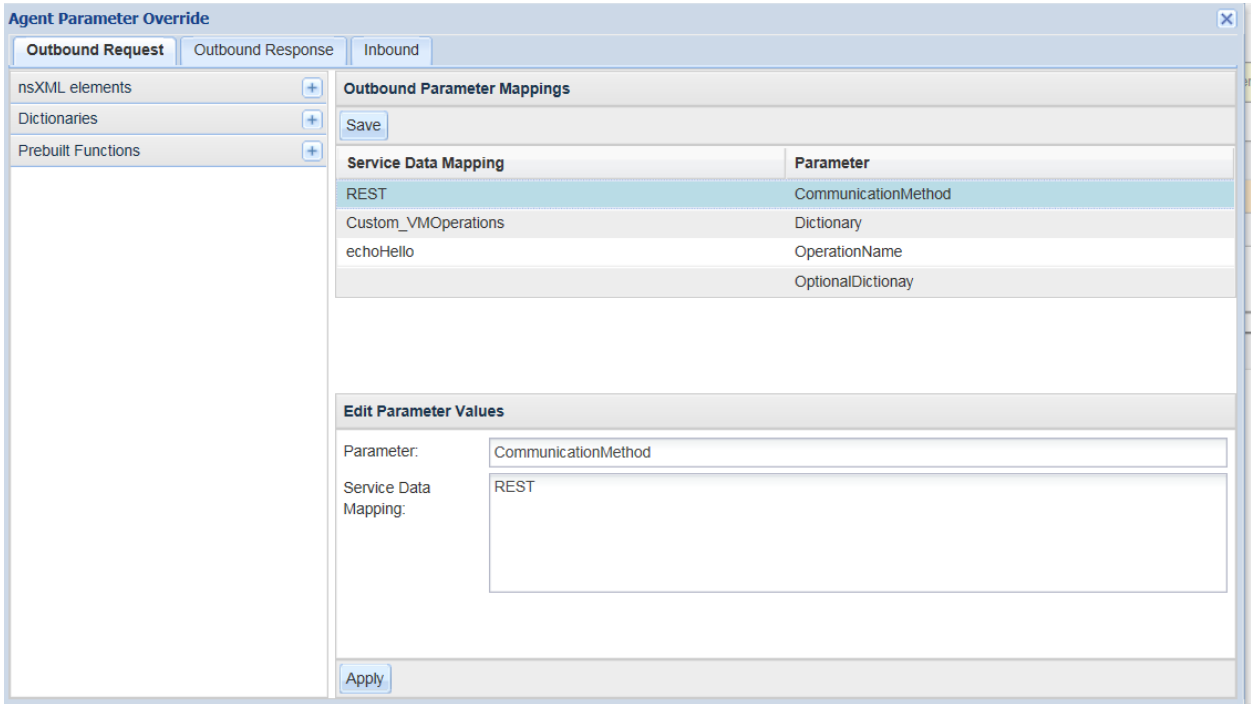 Agent Parameter Override
Outbound Request Outbound Response Inbound
nsXML elements
Dictionaries
Prebuilt Functions
Outbound Parameter Mappings
Save
Service Data Mapping Parameter
REST CommunicationMethod
Custom_VMOperations Dictionary
echoHello OperationName
OptionalDictionay
Edit Parameter Values
Parameter: CommunicationMethod
Service Data REST
Mapping:
Apply